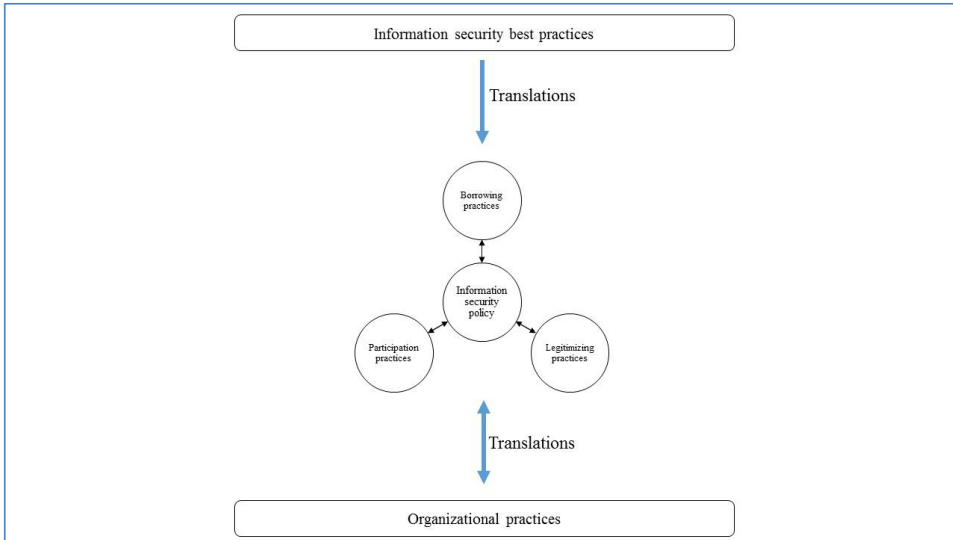 Information security best practices
Translations
Borrowing
practices
Information
security
policy
Participation
practices
Legitimizing
practices
Translations
Organizational practices